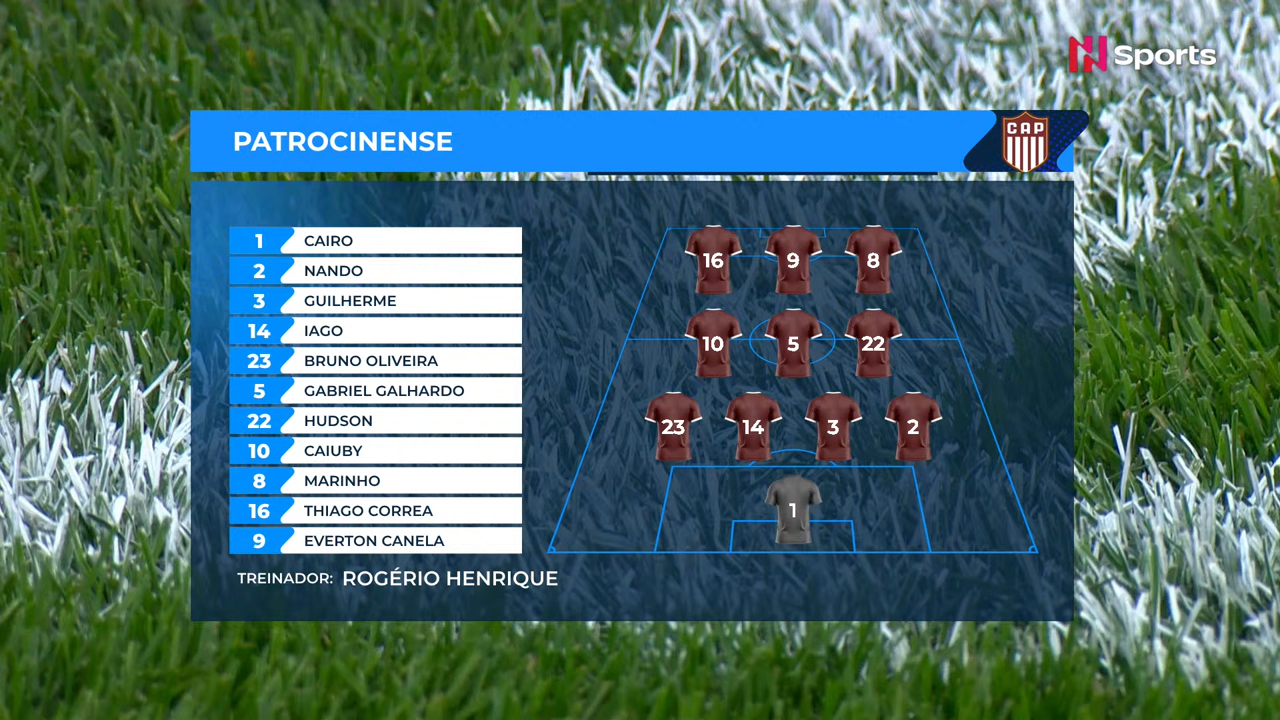 Sports
PATROCINENSE
CAP
1 CAIRO
2 NANDO
3 GUILHERME
14 IAGO
23 BRUNO OLIVEIRA
5 GABRIEL GALHARDO
22 HUDSON
10 CAIUBY
8 MARINHO
16 THIAGO CORREA
9 EVERTON CANELA
TREINADOR: ROGÉRIO HENRIQUE
16 9 8
10 5 22
23 14 3 2
1